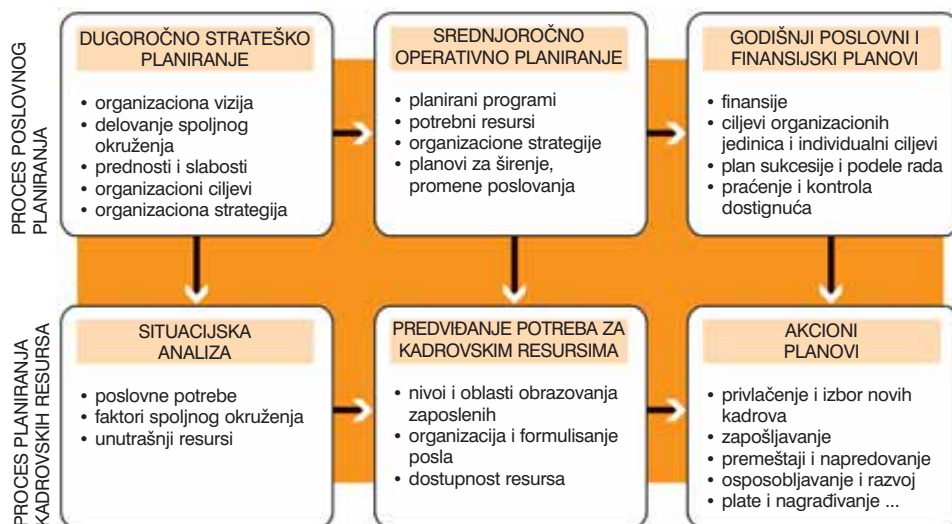 PROCES POSLOVNOG
PLANIRANJA
DUGOROČNO STRATEŠKO
PLANIRANJE
• organizaciona vizija
• delovanje spoljnog
okruženja
• prednosti i slabosti
• organizacioni ciljevi
• organizaciona strategija
SREDNJOROČNO
OPERATIVNO PLANIRANJE
• planirani programi
• potrebni resursi
• organizacione strategije
• planovi za širenje,
promene poslovanja
GODIŠNJI POSLOVNI I
FINANSIJSKI PLANOVI
• finansije
• ciljevi organizacionih
jedinica i individualni ciljevi
• plan sukcesije i podele rada
• praćenje i kontrola
dostignuća
PROCES PLANIRANJA
KADROVSKIH RESURSA
SITUACIJSKA
ANALIZA
• poslovne potrebe
• faktori spoljnog okruženja
• unutrašnji resursi
PREDVIĐANJE POTREBA ZA
KADROVSKIM RESURSIMA
• nivoi i oblasti obrazovanja
zaposlenih
• organizacija i formulisanje
posla
• dostupnost resursa
AKCIONI
PLANOVI
• privlačenje i izbor novih
kadrova
• zapošljavanje
• premeštaji i napredovanje
• osposobljavanje i razvoj
• plate i nagrađivanje ...